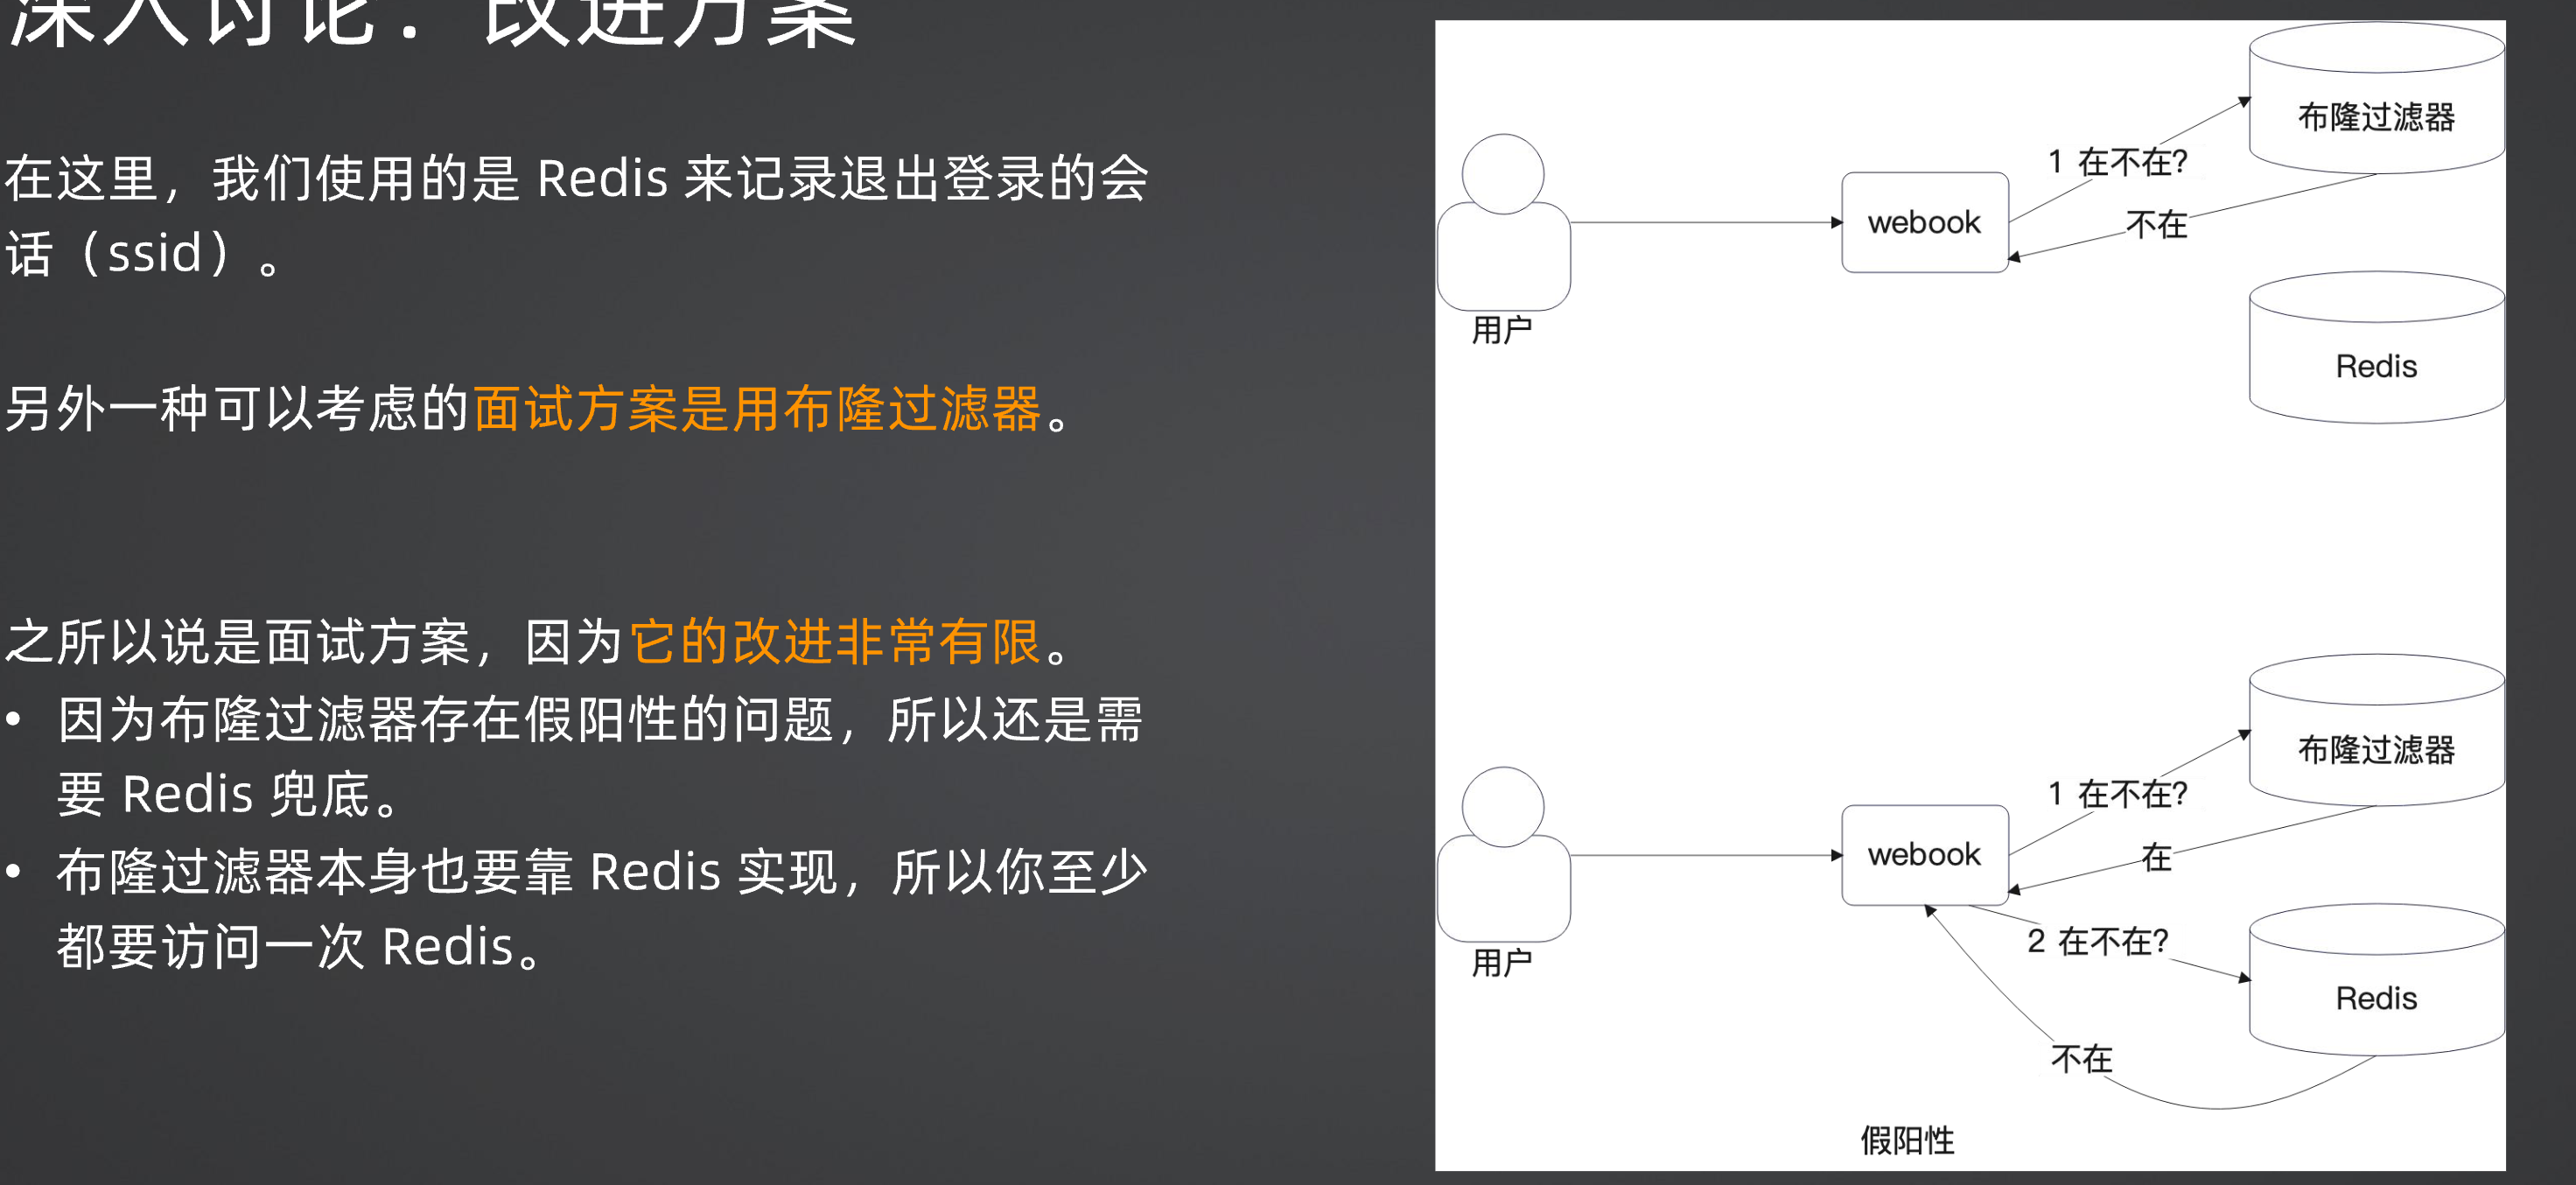 深入讨论：改进方案
在这里，我们使用的是 Redis 来记录退出登录的会
话（ssid）。
另外一种可以考虑的面试方案是用布隆过滤器。
之所以说是面试方案，因为它的改进非常有限。
• 因为布隆过滤器存在假阳性的问题，所以还是需
要 Redis 兜底。
• 布隆过滤器本身也要靠 Redis 实现，所以你至少
都要访问一次 Redis。
布隆过滤器
1 在不在?
webook
不在
用户
Redis
布隆过滤器
1 在不在?
webook
在
2 在不在?
用户
Redis
不在
假阳性